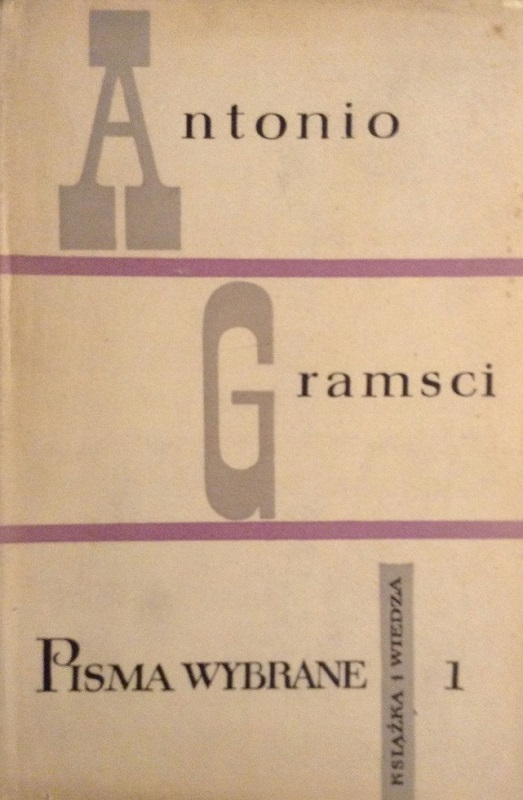 Antonio
Gramsci
PISMA WYBRANE 1
KSIĄŻKA I WIEDZA